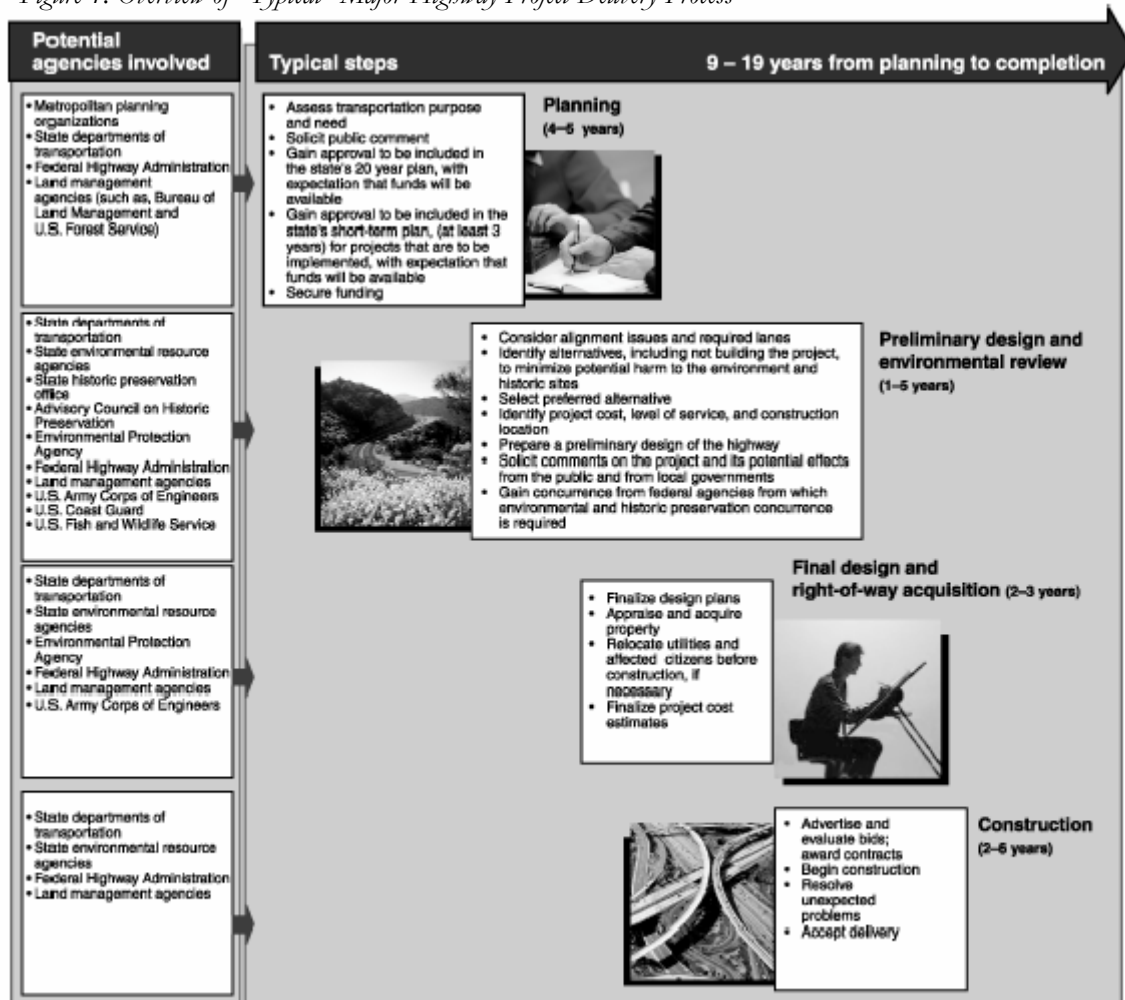 Figure 1: Overview of "Typical" Major Highway Project Delivery Process
Potential
agencies involved
Typical steps
9 – 19 years from planning to completion
• Metropolitan planning
organizations
• State departments of
transportation
• Federal Highway Administration
• Land management
agencies (such as, Bureau of
Land Management and
U.S. Forest Service)
• Assess transportation purpose
and need
• Solicit public comment
• Gain approval to be included in
the state's 20 year plan, with
expectation that funds will be
available
• Gain approval to be included in the
state's short-term plan, (at least 3
years) for projects that are to be
implemented, with expectation that
funds will be available
• Secure funding
Planning
(4–5 years)
• State departments of
transportation
• State environmental resource
agencies
• State historic preservation
office
• Advisory Council on Historic
Preservation
• Environmental Protection
Agency
• Federal Highway Administration
• Land management agencies
• U.S. Army Corps of Engineers
• U.S. Coast Guard
• U.S. Fish and Wildlife Service
• Consider alignment issues and required lanes
• Identify alternatives, including not building the project,
to minimize potential harm to the environment and
historic sites
• Select preferred alternative
• Identify project cost, level of service, and construction
location
• Prepare a preliminary design of the highway
• Solicit comments on the project and its potential effects
from the public and from local governments
• Gain concurrence from federal agencies from which
environmental and historic preservation concurrence
is required
Preliminary design and
environmental review
(1–5 years)
• State departments of
transportation
• State environmental resource
agencies
• Environmental Protection
Agency
• Federal Highway Administration
• Land management agencies
• U.S. Army Corps of Engineers
• Finalize design plans
• Appraise and acquire
property
• Relocate utilities and
affected citizens before
construction, if
necessary
• Finalize project cost
estimates
Final design and
right-of-way acquisition (2–3 years)
• State departments of
transportation
• State environmental resource
agencies
• Federal Highway Administration
• Land management agencies
• Advertise and
evaluate bids;
award contracts
• Begin construction
• Resolve
unexpected
problems
• Accept delivery
Construction
(2–6 years)